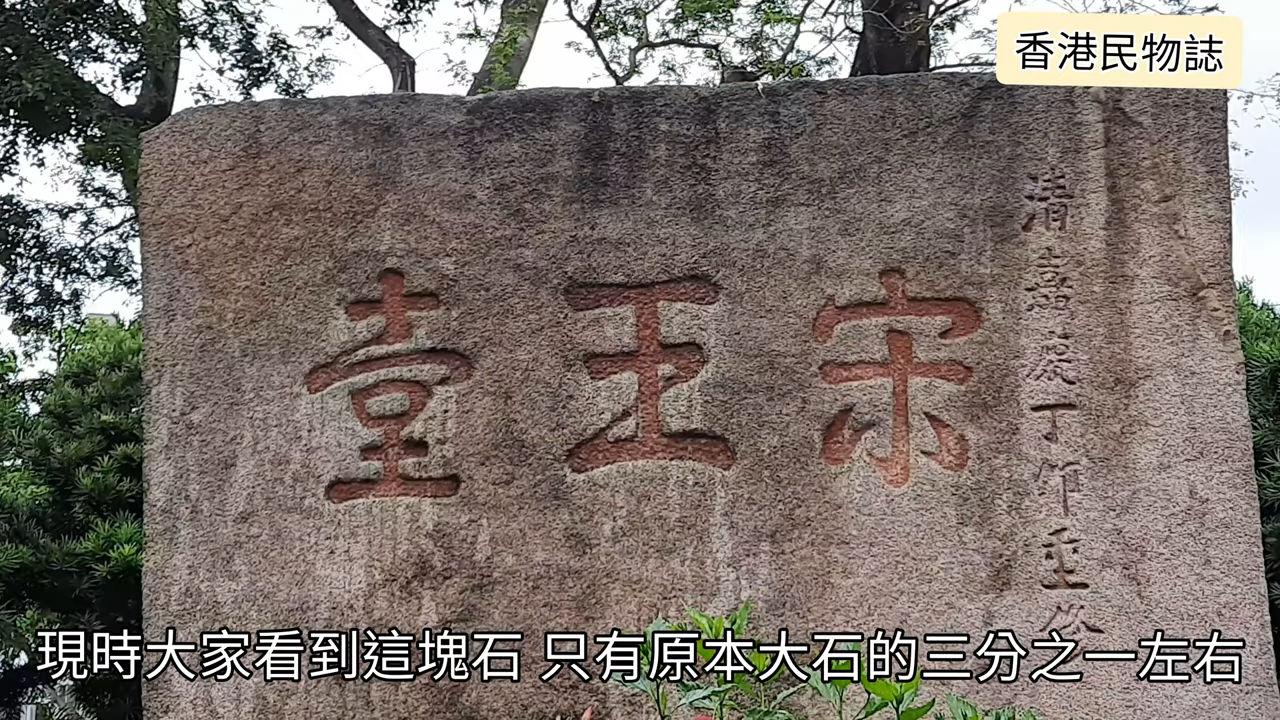 香港民物誌
宋王臺
清嘉慶丁卯重修
現時大家看到這塊石 只有原本大石的三分之一左右